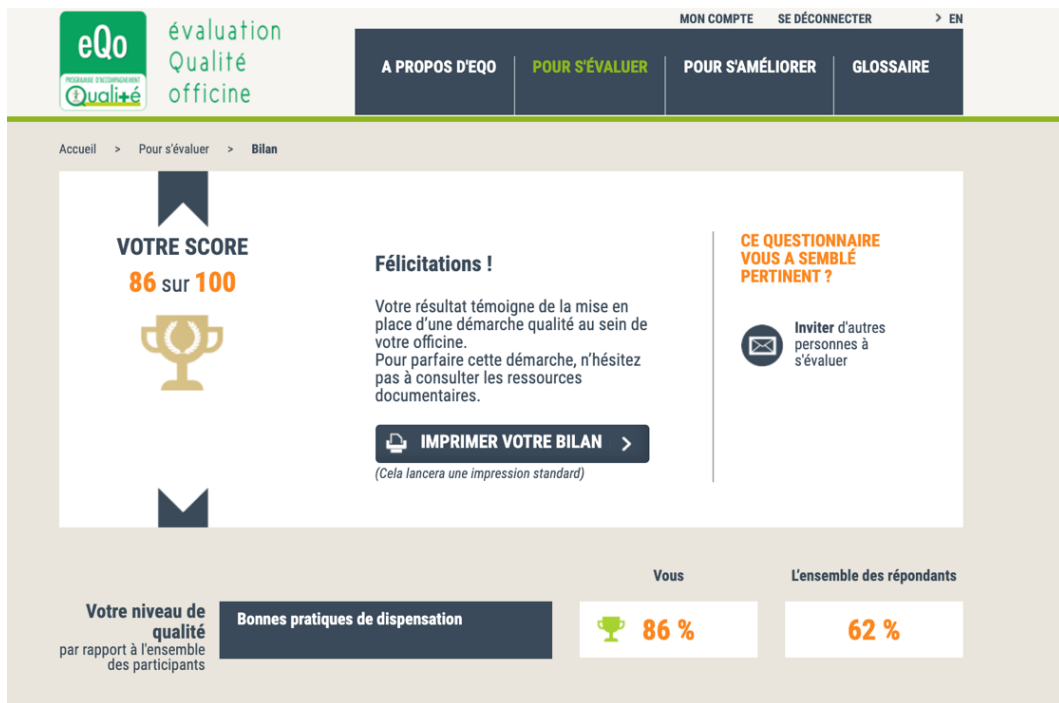 MON COMPTE SE DÉCONNECTER > EN
eQo
PROGRAMME D'ACCOMPAGNEMENT
Quali+é
évaluation
Qualité
officine
A PROPOS D'EQO POUR S'ÉVALUER POUR S'AMÉLIORER GLOSSAIRE
Accueil > Pour s'évaluer > Bilan
VOTRE SCORE
86 sur 100
Félicitations !
Votre résultat témoigne de la mise en
place d'une démarche qualité au sein de
votre officine.
Pour parfaire cette démarche, n'hésitez
pas à consulter les ressources
documentaires.
IMPRIMER VOTRE BILAN >
(Cela lancera une impression standard)
CE QUESTIONNAIRE
VOUS A SEMBLÉ
PERTINENT ?
Inviter d'autres
personnes à
s'évaluer
Vous L'ensemble des répondants
Votre niveau de
qualité
par rapport à l'ensemble
des participants
Bonnes pratiques de dispensation
86 % 62 %